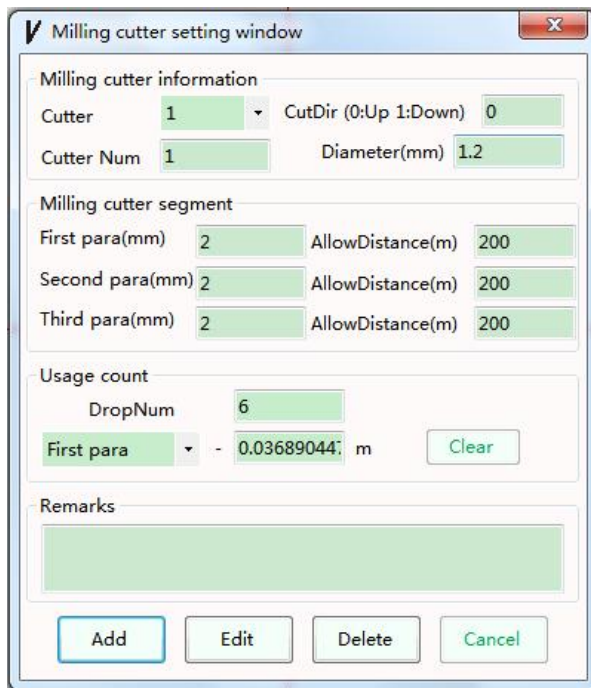 Milling cutter setting window
Milling cutter information
Cutter 1 CutDir (0:Up 1:Down) 0
Cutter Num 1 Diameter(mm) 1.2
Milling cutter segment
First para(mm) 2 AllowDistance(m) 200
Second para(mm) 2 AllowDistance(m) 200
Third para(mm) 2 AllowDistance(m) 200
Usage count
DropNum 6
First para - 0.036890447 m Clear
Remarks
Add Edit Delete Cancel